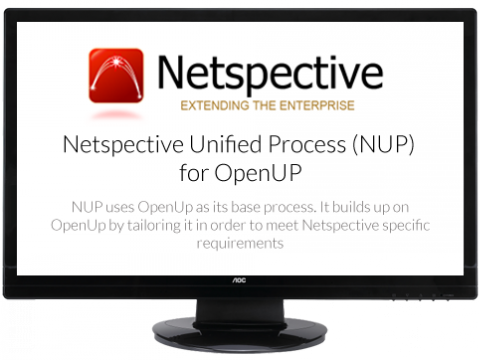 Netspective
EXTENDING THE ENTERPRISE
Netspective Unified Process (NUP)
for OpenUP
NUP uses OpenUp as its base process. It builds up on
OpenUp by tailoring it in order to meet Netspective specific
requirements
AOC